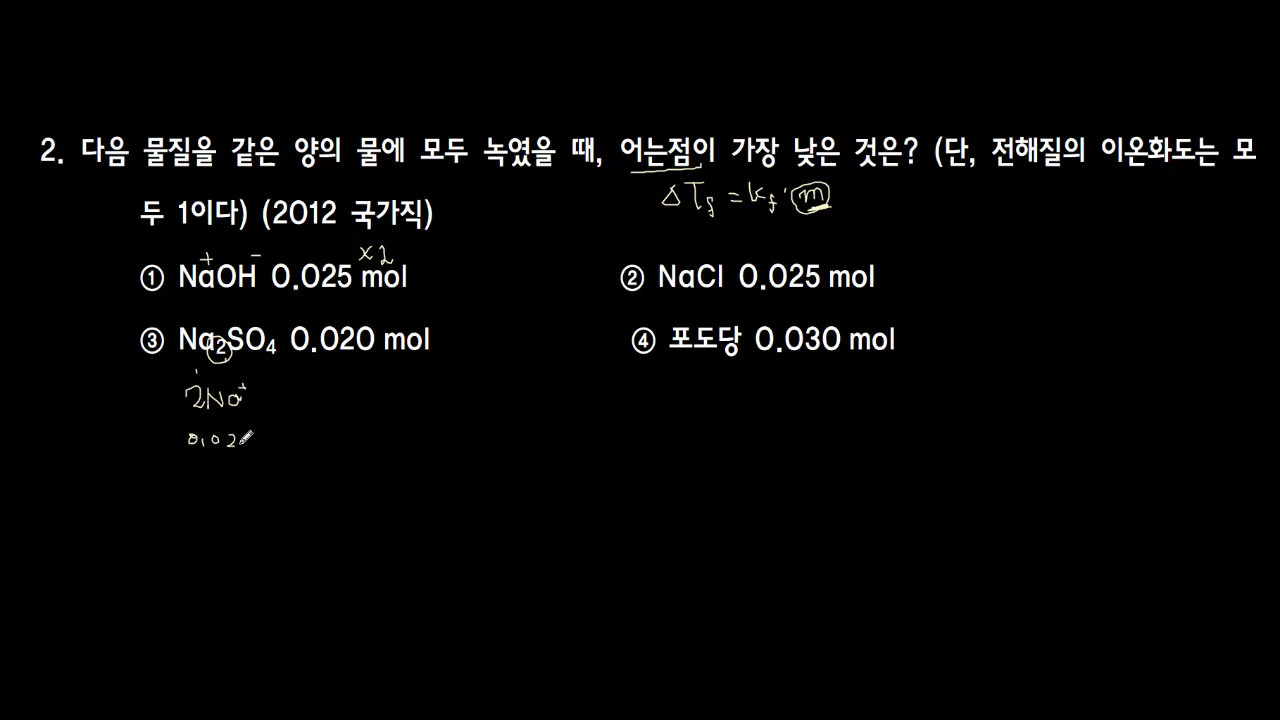 2. 다음 물질을 같은 양의 물에 모두 녹였을 때, 어는점이 가장 낮은 것은? (단, 전해질의 이온화도는 모
두 1이다) (2012 국가직)
ΔT_f = k_f · m
+ - ×2
① NaOH 0.025 mol ② NaCl 0.025 mol
③ Na₂SO₄ 0.020 mol ④ 포도당 0.030 mol
2Na⁺
0.02